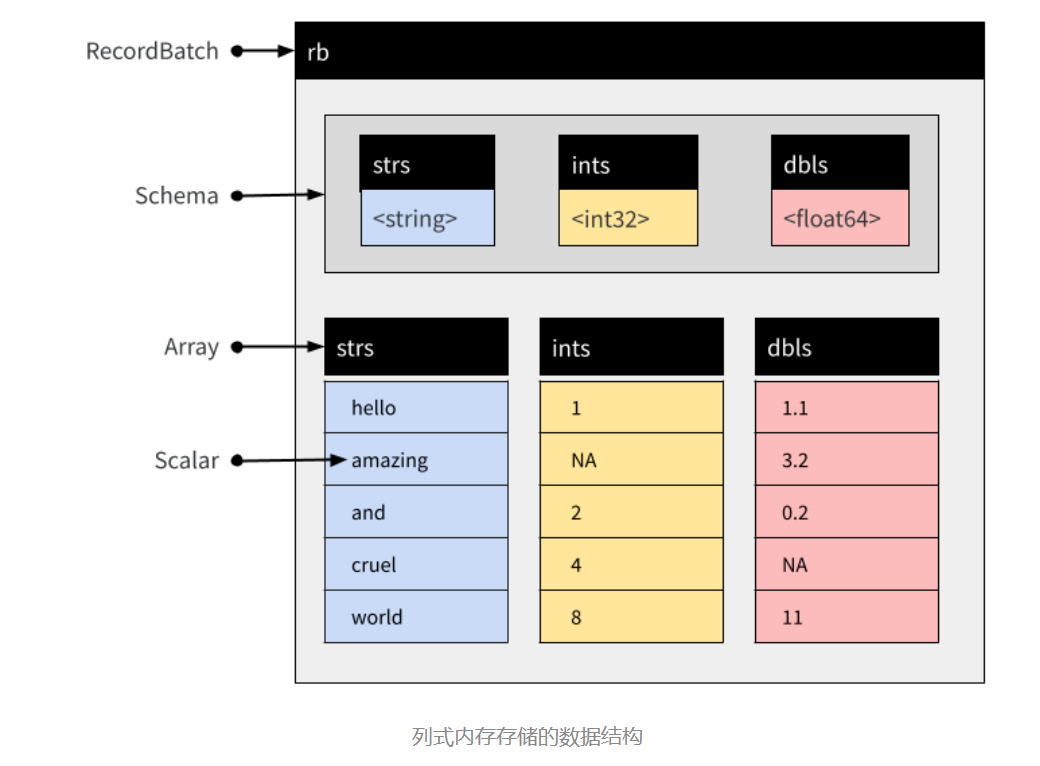 RecordBatch rb
strs ints dbls
Schema <string> <int32> <float64>
Array strs ints dbls
hello 1 1.1
Scalar amazing NA 3.2
and 2 0.2
cruel 4 NA
world 8 11
列式内存存储的数据结构